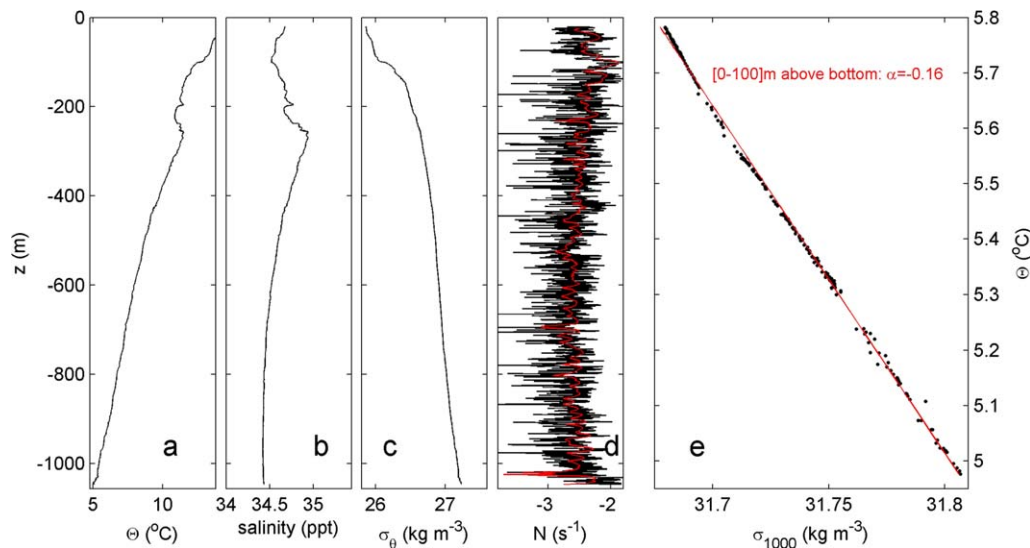 0
-200
-400
-600
-800
-1000
z (m)
5 10
Θ (°C)
a
34 34.5 35
salinity (ppt)
b
26 27
σθ (kg m-3)
c
-3 -2
N (s-1)
d
[0-100]m above bottom: α=-0.16
e
31.7 31.75 31.8
σ1000 (kg m-3)
5.8
5.7
5.6
5.5
5.4
5.3
5.2
5.1
5
Θ (°C)